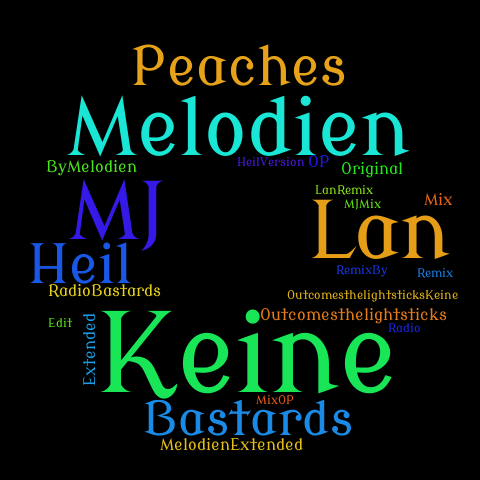 Peaches
Melodien
ByMelodien
HeilVersion
OP
Original
LanRemix
MJ
MJMix
Mix
Lan
Heil
RemixBy
Remix
RadioBastards
OutcomesthelightsticksKeine
Outcomesthelightsticks
Edit
Extended
Radio
Keine
MixOP
Bastards
MelodienExtended